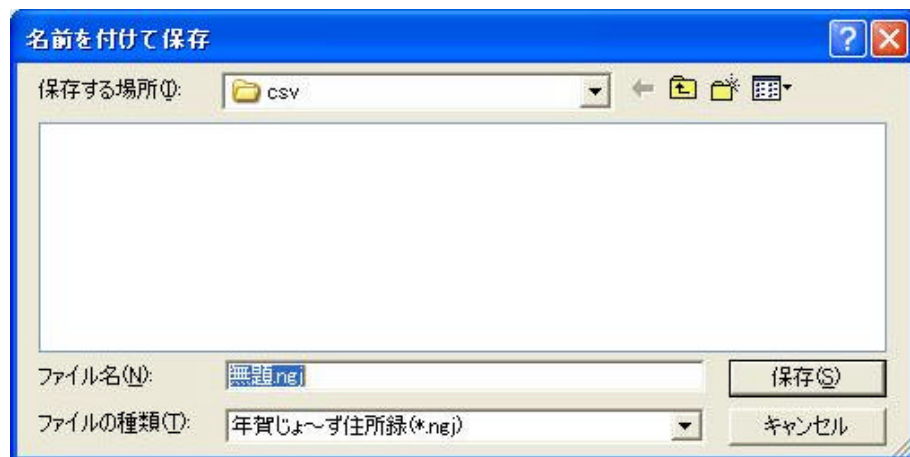 名前を付けて保存
保存する場所(I):
csv
ファイル名(N):
無題.ngj
保存(S)
ファイルの種類(T):
年賀じょ～ず住所録(*.ngj)
キャンセル